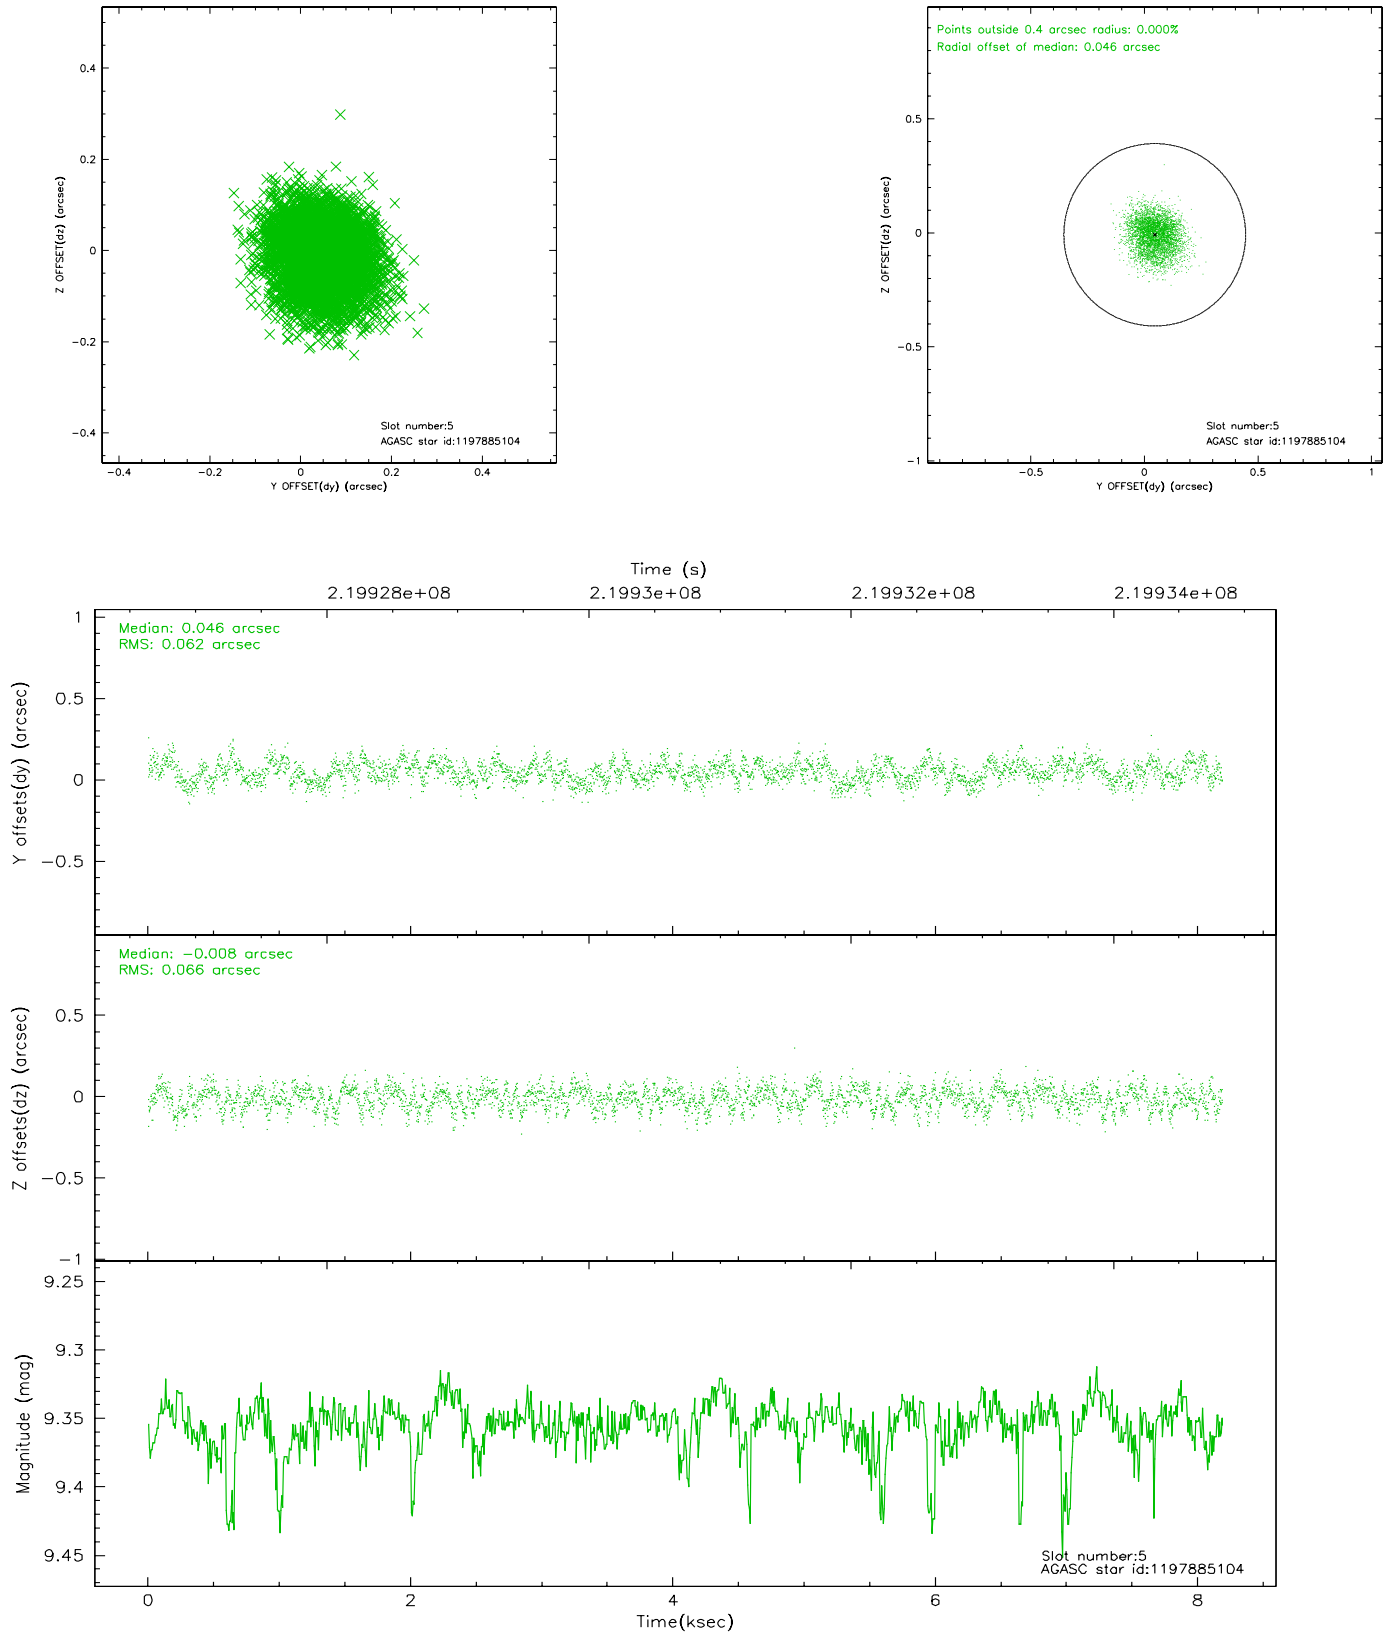 0.4
0.2
0
−0.2
−0.4
Z OFFSET(dz) (arcsec)
−0.4
−0.2
0
0.2
0.4
Y OFFSET(dy) (arcsec)
Slot number:5
AGASC star id:1197885104
Points outside 0.4 arcsec radius: 0.000%
Radial offset of median: 0.046 arcsec
0.5
0
−0.5
−1
Z OFFSET(dz) (arcsec)
−0.5
0
0.5
1
Y OFFSET(dy) (arcsec)
Slot number:5
AGASC star id:1197885104
Time (s)
2.19928e+08
2.1993e+08
2.19932e+08
2.19934e+08
Median: 0.046 arcsec
RMS: 0.062 arcsec
1
0.5
0
−0.5
Y offsets(dy) (arcsec)
Median: −0.008 arcsec
RMS: 0.066 arcsec
0.5
0
−0.5
−1
Z offsets(dz) (arcsec)
9.25
9.3
9.35
9.4
9.45
Magnitude (mag)
Slot number:5
AGASC star id:1197885104
0
2
4
6
8
Time(ksec)